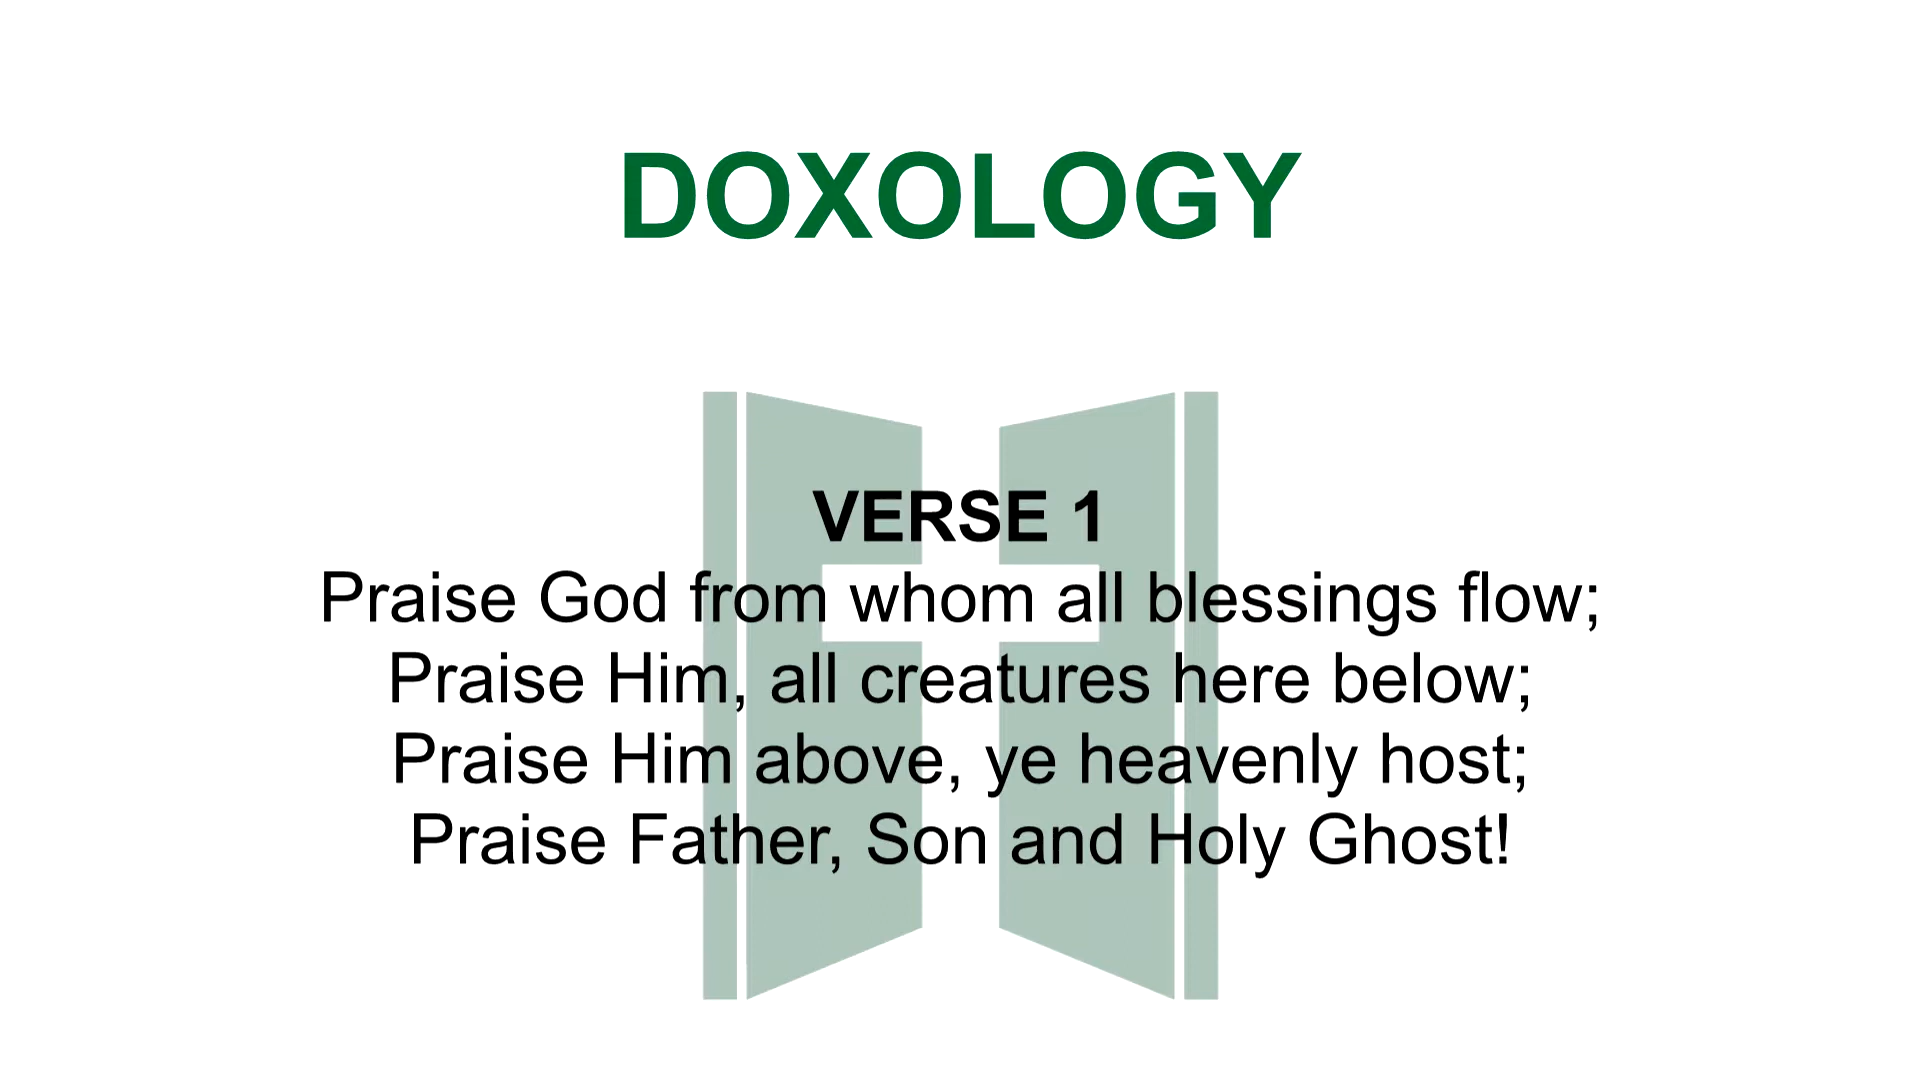 DOXOLOGY
VERSE 1
Praise God from whom all blessings flow;
Praise Him, all creatures here below;
Praise Him above, ye heavenly host;
Praise Father, Son and Holy Ghost!